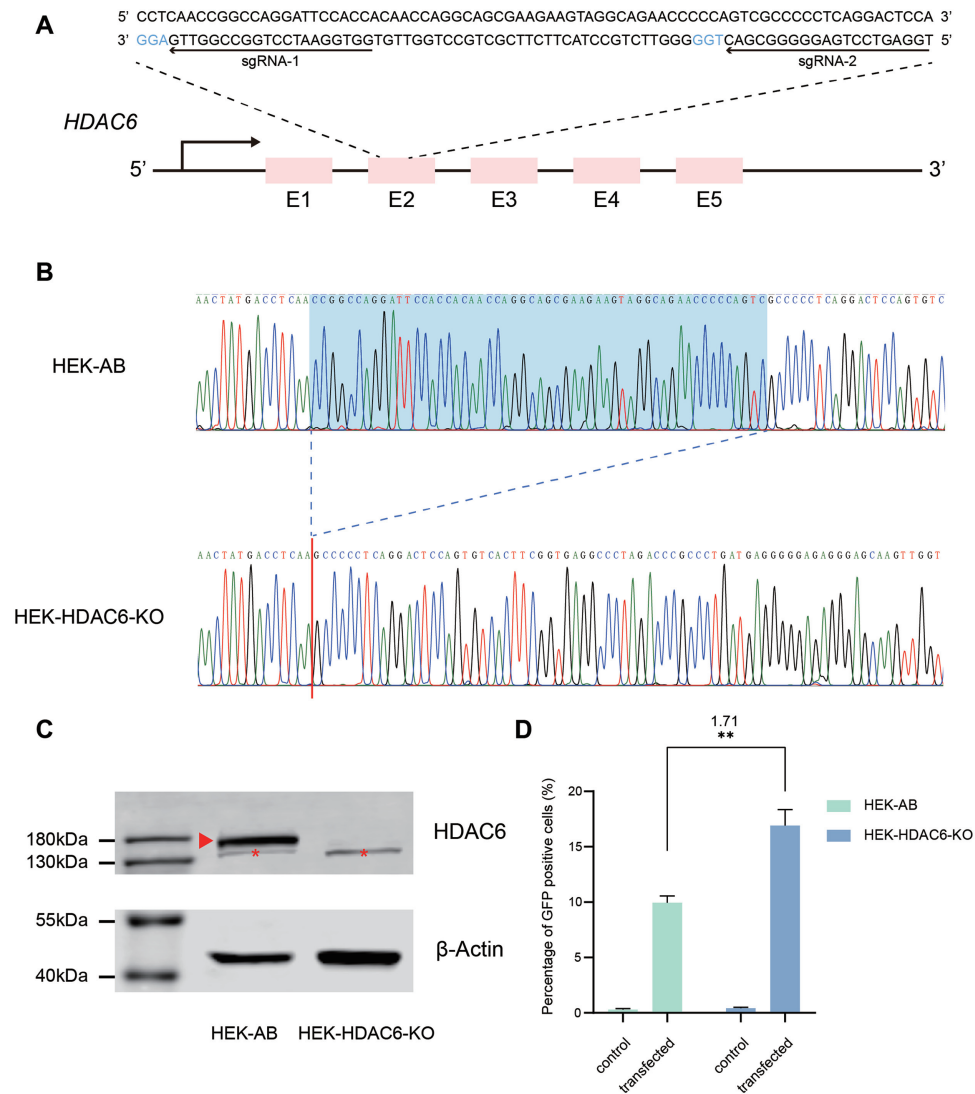 A
5’ CCTCAACCGGCCAGGATTCCACCACAACCAGGCAGCGAAGAAGTAGGCAGAACCCCCAGTCGCCCCCTCAGGACTCCA 3’
3’ GGAGTTGGCCGGTCCTAAGGTGGTGTTGGTCCGTCGCTTCTTCATCCGTCTTGGGGGTCAGCGGGGGAGTCCTGAGGT 5’
sgRNA-1 sgRNA-2
HDAC6
5’ 3’
E1 E2 E3 E4 E5
B
AACTATGACCTCAACCGGCCAGGATTCCACCACAACCAGGCAGCGAAGAAGTAGGCAGAACCCCCAGTCGCCCCCTCAGGACTCCAGTGTC
HEK-AB
AACTATGACCTCAAGCCCCCTCAGGACTCCAGTGTCACTTCGGTGAGGCCCTAGACCCGCCCTGATGAGGGGGAGAGGGAGCAAGTTGGT
HEK-HDAC6-KO
C
180kDa
130kDa
* *
HDAC6
55kDa
40kDa
β-Actin
HEK-AB HEK-HDAC6-KO
D
1.71
**
Percentage of GFP positive cells (%)
20
15
10
5
0
control transfected control transfected
HEK-AB
HEK-HDAC6-KO